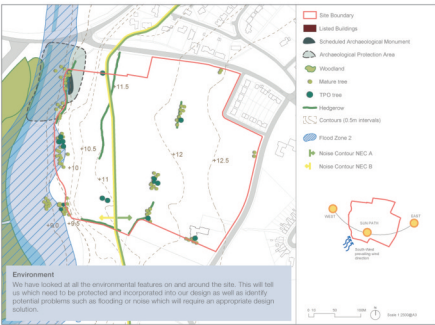 Site Boundary
Listed Buildings
Scheduled Archaeological Monument
Archaeological Protection Area
Woodland
Mature tree
TPO tree
Hedgerow
Contours (0.5m intervals)
Flood Zone 2
Noise Contour NEC A
Noise Contour NEC B
+11.5
+10.5
+12
+12.5
+10
+11
+9.5
WEST
EAST
SUN PATH
South West
prevailing wind
direction
Environment
We have looked at all the environmental features on and around the site. This will tell
us which need to be protected and incorporated into our design as well as identify
potential problems such as flooding or noise which will require an appropriate design
solution.